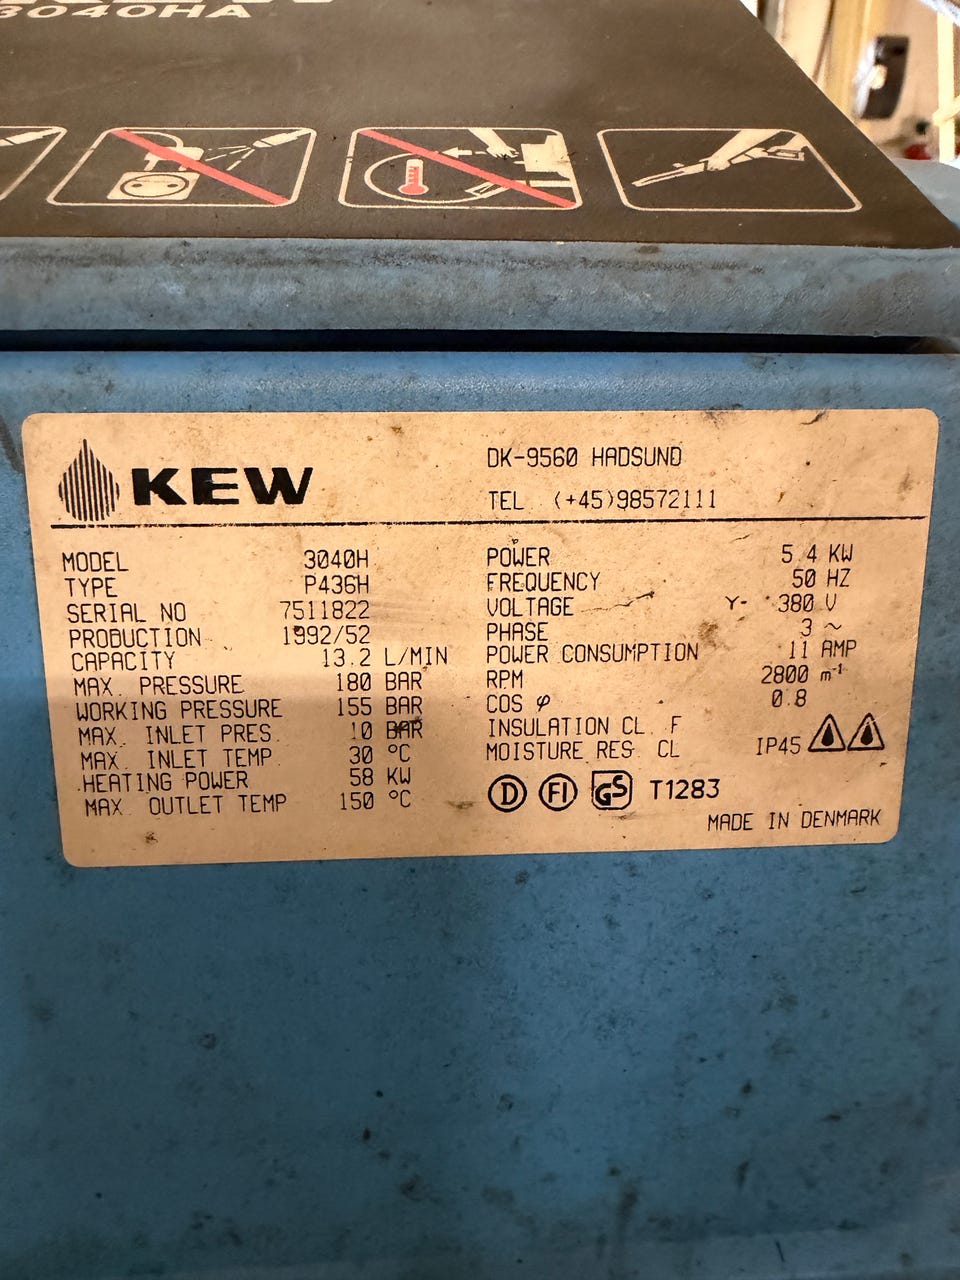 3040HA
KEW
DK-9560 HADSUND
TEL (+45)98572111
MODEL 3040H
TYPE P436H
SERIAL NO 7511822
PRODUCTION 1992/52
CAPACITY 13.2 L/MIN
MAX. PRESSURE 180 BAR
WORKING PRESSURE 155 BAR
MAX. INLET PRES. 10 BAR
MAX. INLET TEMP 30 °C
HEATING POWER 58 KW
MAX. OUTLET TEMP 150 °C
POWER 5.4 KW
FREQUENCY 50 HZ
VOLTAGE Y- 380 V
PHASE 3 ~
POWER CONSUMPTION 11 AMP
RPM 2800 m⁻¹
COS φ 0.8
INSULATION CL. F
MOISTURE RES. CL IP45
D FI GS T1283
MADE IN DENMARK